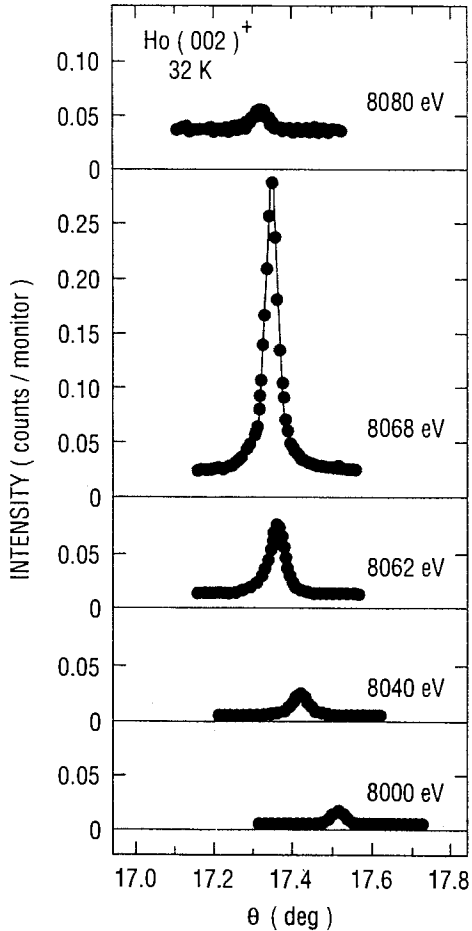 Ho ( 002 )+
32 K
0.10
0.05
0
8080 eV
0.25
0.20
0.15
0.10
0.05
0
8068 eV
0.05
0
8062 eV
0.05
0
8040 eV
0.05
0
8000 eV
INTENSITY ( counts / monitor )
17.0 17.2 17.4 17.6 17.8
θ ( deg )